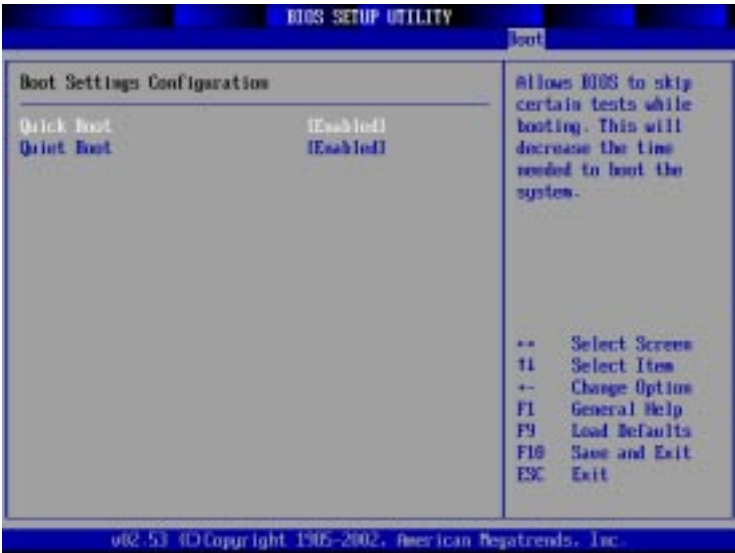 BIOS SETUP UTILITY
Boot
Boot Settings Configuration
Quick Boot [Enabled]
Quiet Boot [Enabled]
Allows BIOS to skip
certain tests while
booting. This will
decrease the time
needed to boot the
system.
↔ Select Screen
↑↓ Select Item
+- Change Option
F1 General Help
F9 Load Defaults
F10 Save and Exit
ESC Exit
v02.53 (C)Copyright 1985-2002, American Megatrends, Inc.